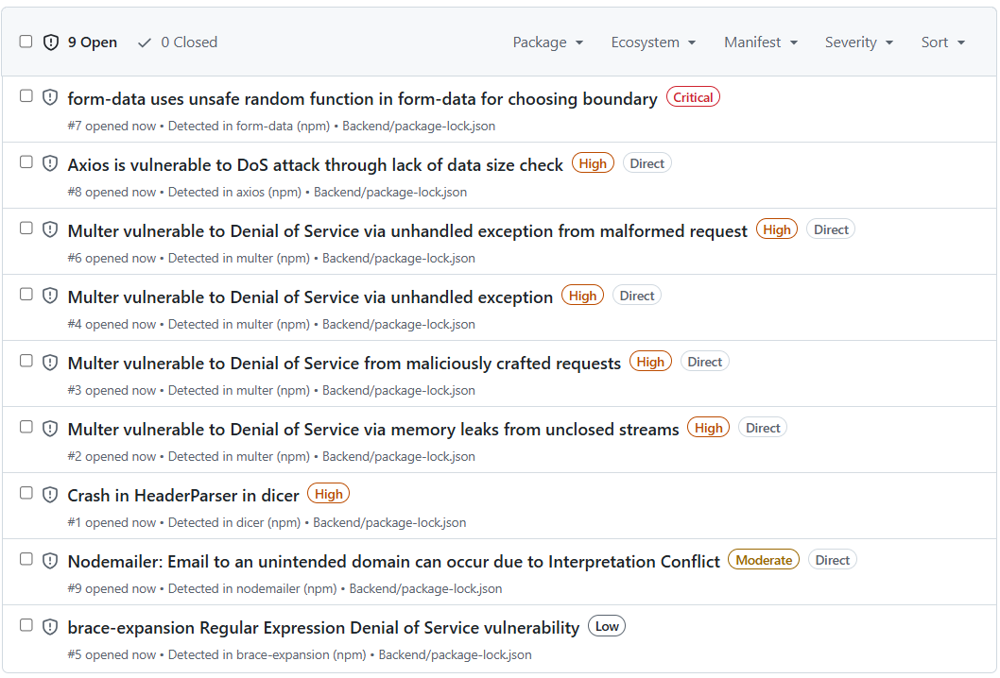 9 Open 0 Closed Package Ecosystem Manifest Severity Sort
form-data uses unsafe random function in form-data for choosing boundary Critical
#7 opened now • Detected in form-data (npm) • Backend/package-lock.json
Axios is vulnerable to DoS attack through lack of data size check High Direct
#8 opened now • Detected in axios (npm) • Backend/package-lock.json
Multer vulnerable to Denial of Service via unhandled exception from malformed request High Direct
#6 opened now • Detected in multer (npm) • Backend/package-lock.json
Multer vulnerable to Denial of Service via unhandled exception High Direct
#4 opened now • Detected in multer (npm) • Backend/package-lock.json
Multer vulnerable to Denial of Service from maliciously crafted requests High Direct
#3 opened now • Detected in multer (npm) • Backend/package-lock.json
Multer vulnerable to Denial of Service via memory leaks from unclosed streams High Direct
#2 opened now • Detected in multer (npm) • Backend/package-lock.json
Crash in HeaderParser in dicer High
#1 opened now • Detected in dicer (npm) • Backend/package-lock.json
Nodemailer: Email to an unintended domain can occur due to Interpretation Conflict Moderate Direct
#9 opened now • Detected in nodemailer (npm) • Backend/package-lock.json
brace-expansion Regular Expression Denial of Service vulnerability Low
#5 opened now • Detected in brace-expansion (npm) • Backend/package-lock.json